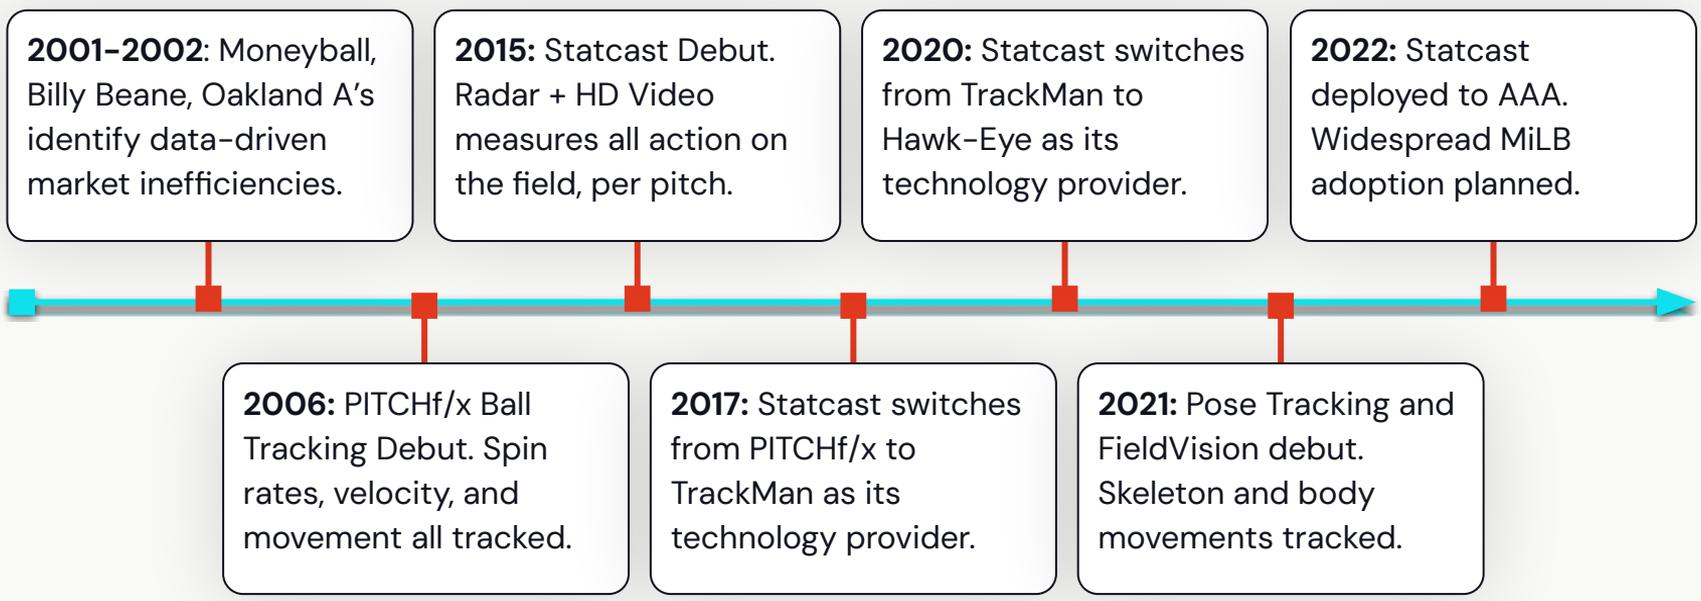 2001-2002: Moneyball,
Billy Beane, Oakland A's
identify data-driven
market inefficiencies.
2015: Statcast Debut.
Radar + HD Video
measures all action on
the field, per pitch.
2020: Statcast switches
from TrackMan to
Hawk-Eye as its
technology provider.
2022: Statcast
deployed to AAA.
Widespread MiLB
adoption planned.
2006: PITCHf/x Ball
Tracking Debut. Spin
rates, velocity, and
movement all tracked.
2017: Statcast switches
from PITCHf/x to
TrackMan as its
technology provider.
2021: Pose Tracking and
FieldVision debut.
Skeleton and body
movements tracked.